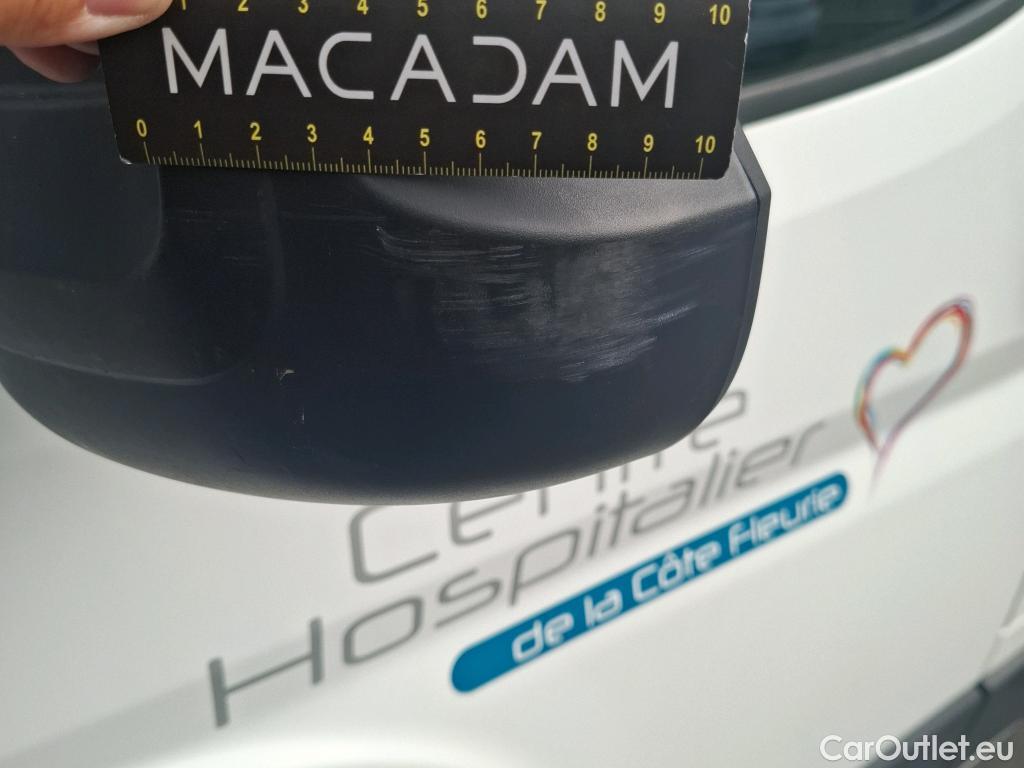 1 2 3 4 5 6 7 8 9 10
MACADAM
0 1 2 3 4 5 6 7 8 9 10
Centre
Hospitalier
de la Côte Fleurie
CarOutlet.eu